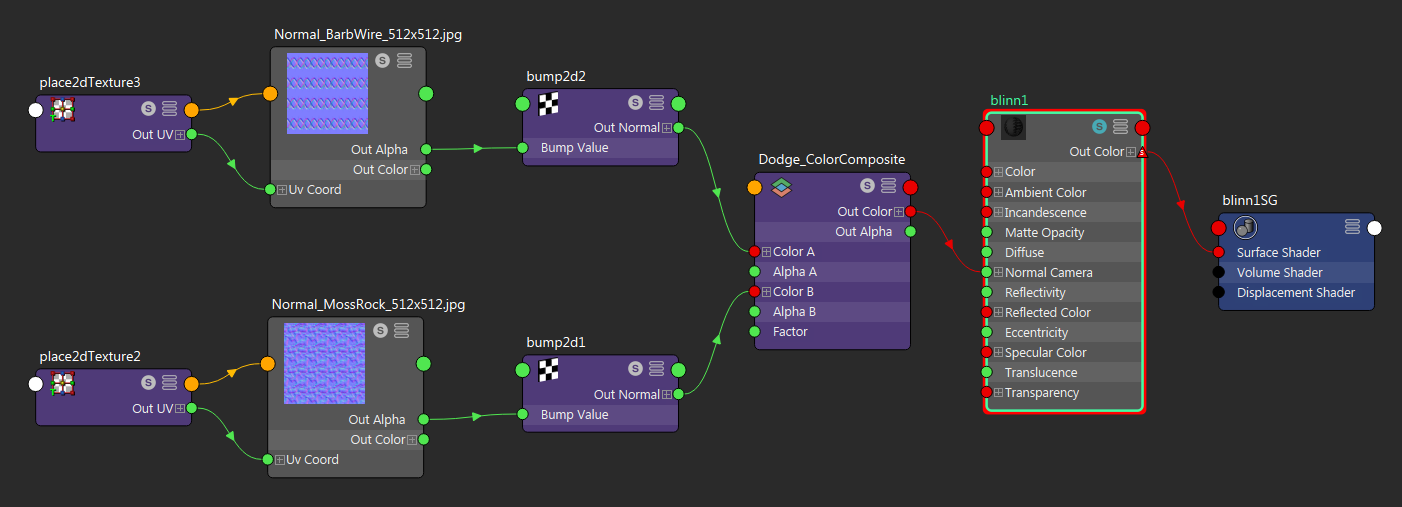 place2dTexture3
Out UV
Normal_BarbWire_512x512.jpg
S
Out Alpha
Out Color
Uv Coord
bump2d2
S
Out Normal
Bump Value
place2dTexture2
S
Out UV
Normal_MossRock_512x512.jpg
S
Out Alpha
Out Color
Uv Coord
bump2d1
S
Out Normal
Bump Value
Dodge_ColorComposite
S
Out Color
Out Alpha
Color A
Alpha A
Color B
Alpha B
Factor
blinn1
S
Out Color
Color
Ambient Color
Incandescence
Matte Opacity
Diffuse
Normal Camera
Reflectivity
Reflected Color
Eccentricity
Specular Color
Translucence
Transparency
blinn1SG
Surface Shader
Volume Shader
Displacement Shader